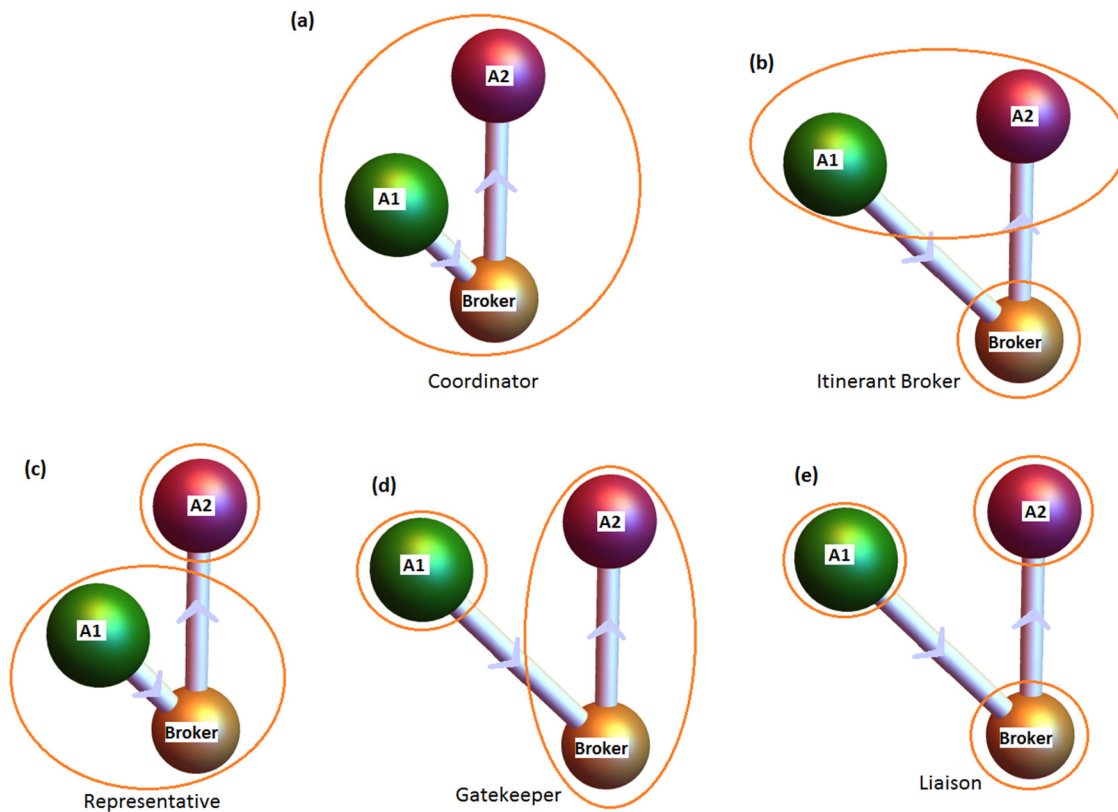 (a)
A2
A1
Broker
Coordinator
(b)
A2
A1
Broker
Itinerant Broker
(c)
A2
A1
Broker
Representative
(d)
A2
A1
Broker
Gatekeeper
(e)
A2
A1
Broker
Liaison